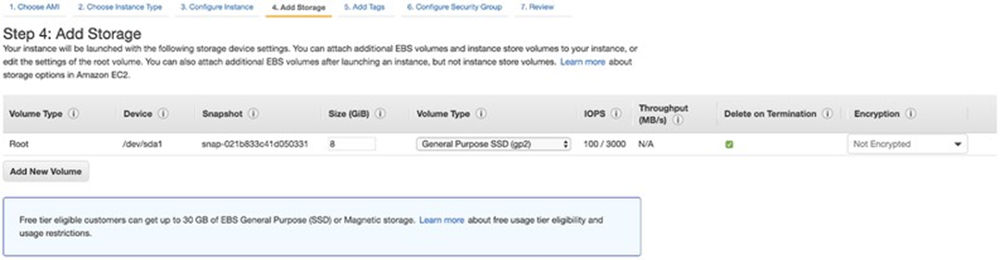 1. Choose AMI 2. Choose Instance Type 3. Configure Instance 4. Add Storage 5. Add Tags 6. Configure Security Group 7. Review
Step 4: Add Storage
Your instance will be launched with the following storage device settings. You can attach additional EBS volumes and instance store volumes to your instance, or
edit the settings of the root volume. You can also attach additional EBS volumes after launching an instance, but not instance store volumes. Learn more about
storage options in Amazon EC2.
Volume Type i Device i Snapshot i Size (GiB) i Volume Type i IOPS i Throughput (MB/s) i Delete on Termination i Encryption i
Root /dev/sda1 snap-021b833c41d050331 8 General Purpose SSD (gp2) 100 / 3000 N/A Not Encrypted
Add New Volume
Free tier eligible customers can get up to 30 GB of EBS General Purpose (SSD) or Magnetic storage. Learn more about free usage tier eligibility and
usage restrictions.